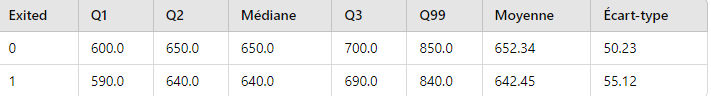 Exited Q1 Q2 Médiane Q3 Q99 Moyenne Écart-type
0 600.0 650.0 650.0 700.0 850.0 652.34 50.23
1 590.0 640.0 640.0 690.0 840.0 642.45 55.12